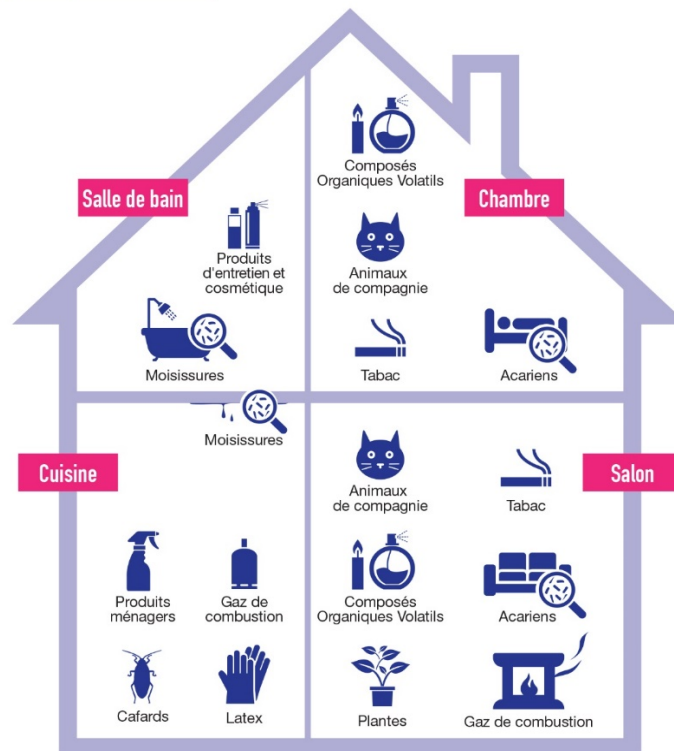 Salle de bain
Produits
d'entretien et
cosmétique
Moisissures
Chambre
Composés
Organiques Volatils
Animaux
de compagnie
Tabac
Acariens
Cuisine
Moisissures
Produits
ménagers
Gaz de
combustion
Cafards
Latex
Salon
Animaux
de compagnie
Tabac
Composés
Organiques Volatils
Acariens
Plantes
Gaz de combustion